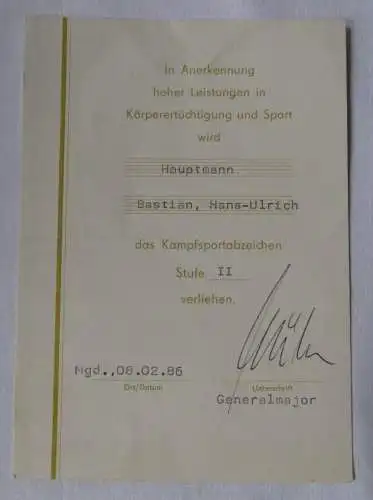 In Anerkennung
hoher Leistungen in
Körperertüchtigung und Sport
wird
Hauptmann.
Bastian, Hans-Ulrich
das Kampfsportabzeichen
Stufe II
verliehen.
Mgd.,08.02.86
Ort/Datum
Unterschrift
Generalmajor